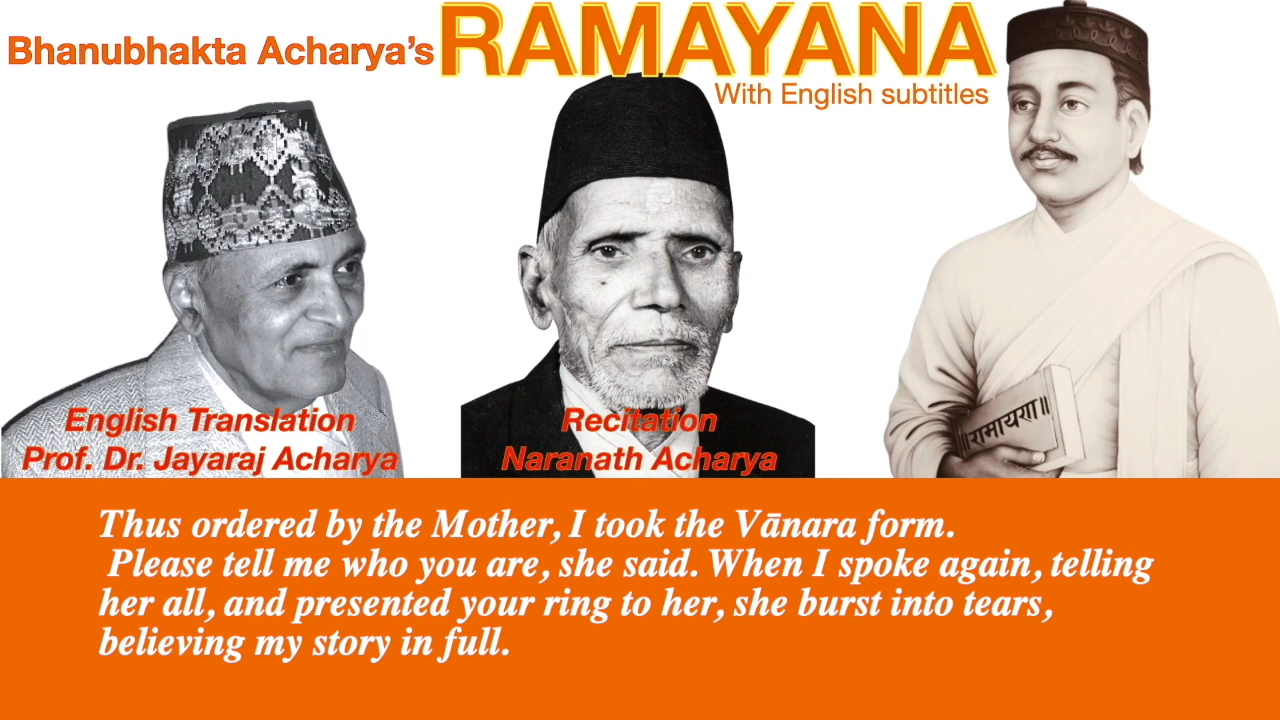 Bhanubhakta Acharya's RAMAYANA
With English subtitles
॥रामायण॥
English Translation
Prof. Dr. Jayaraj Acharya
Recitation
Naranath Acharya
Thus ordered by the Mother, I took the Vānara form.
Please tell me who you are, she said. When I spoke again, telling
her all, and presented your ring to her, she burst into tears,
believing my story in full.